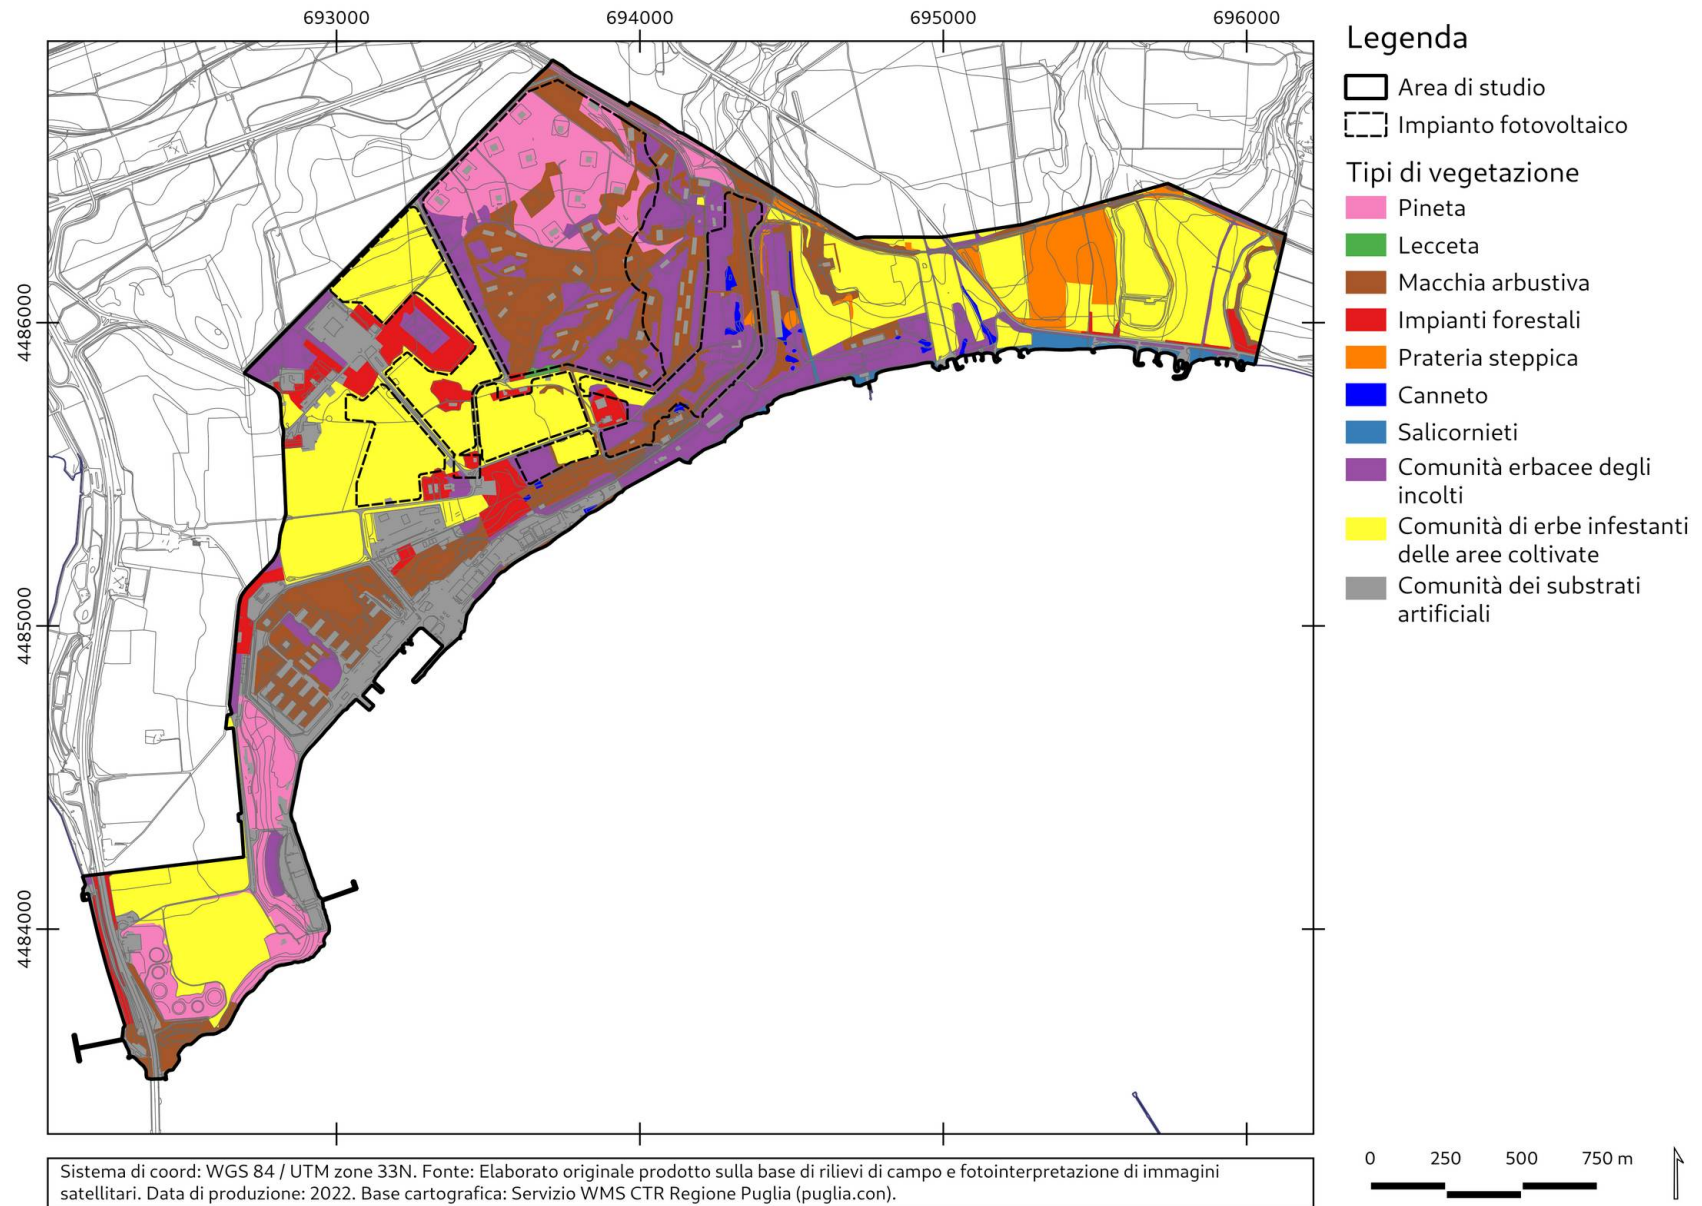 693000
694000
695000
696000
4486000
4485000
4484000
Legenda
Area di studio
Impianto fotovoltaico
Tipi di vegetazione
Pineta
Lecceta
Macchia arbustiva
Impianti forestali
Prateria steppica
Canneto
Salicornieti
Comunità erbacee degli
incolti
Comunità di erbe infestanti
delle aree coltivate
Comunità dei substrati
artificiali
0 250 500 750 m
Sistema di coord: WGS 84 / UTM zone 33N. Fonte: Elaborato originale prodotto sulla base di rilievi di campo e fotointerpretazione di immagini
satellitari. Data di produzione: 2022. Base cartografica: Servizio WMS CTR Regione Puglia (puglia.con).